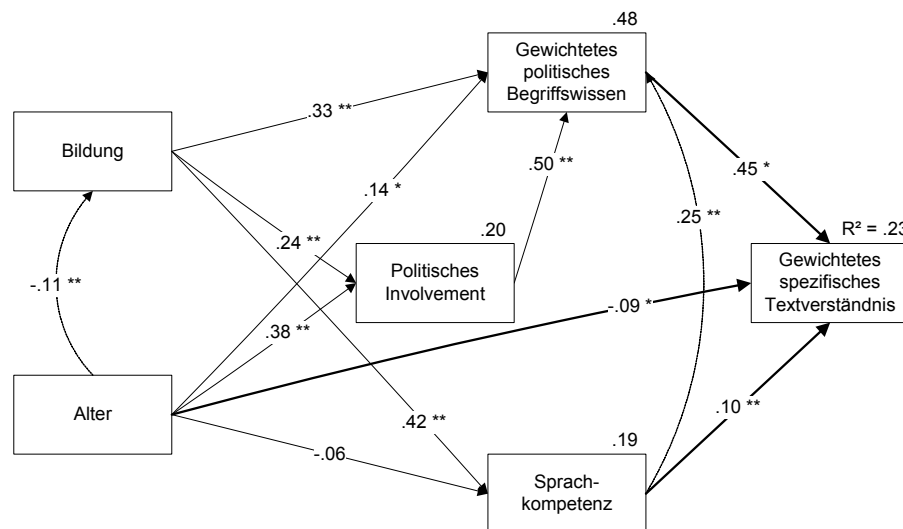 .48
Gewichtetes
politisches
Begriffswissen
.33 **
Bildung
.50 **
.45 *
.14 *
.25 **
.20
R² = .23
.24 **
Politisches
Involvement
Gewichtetes
spezifisches
Textverständnis
-.11 **
-.09 *
.38 **
Alter
.42 **
.10 **
.19
-.06
Sprach-
kompetenz